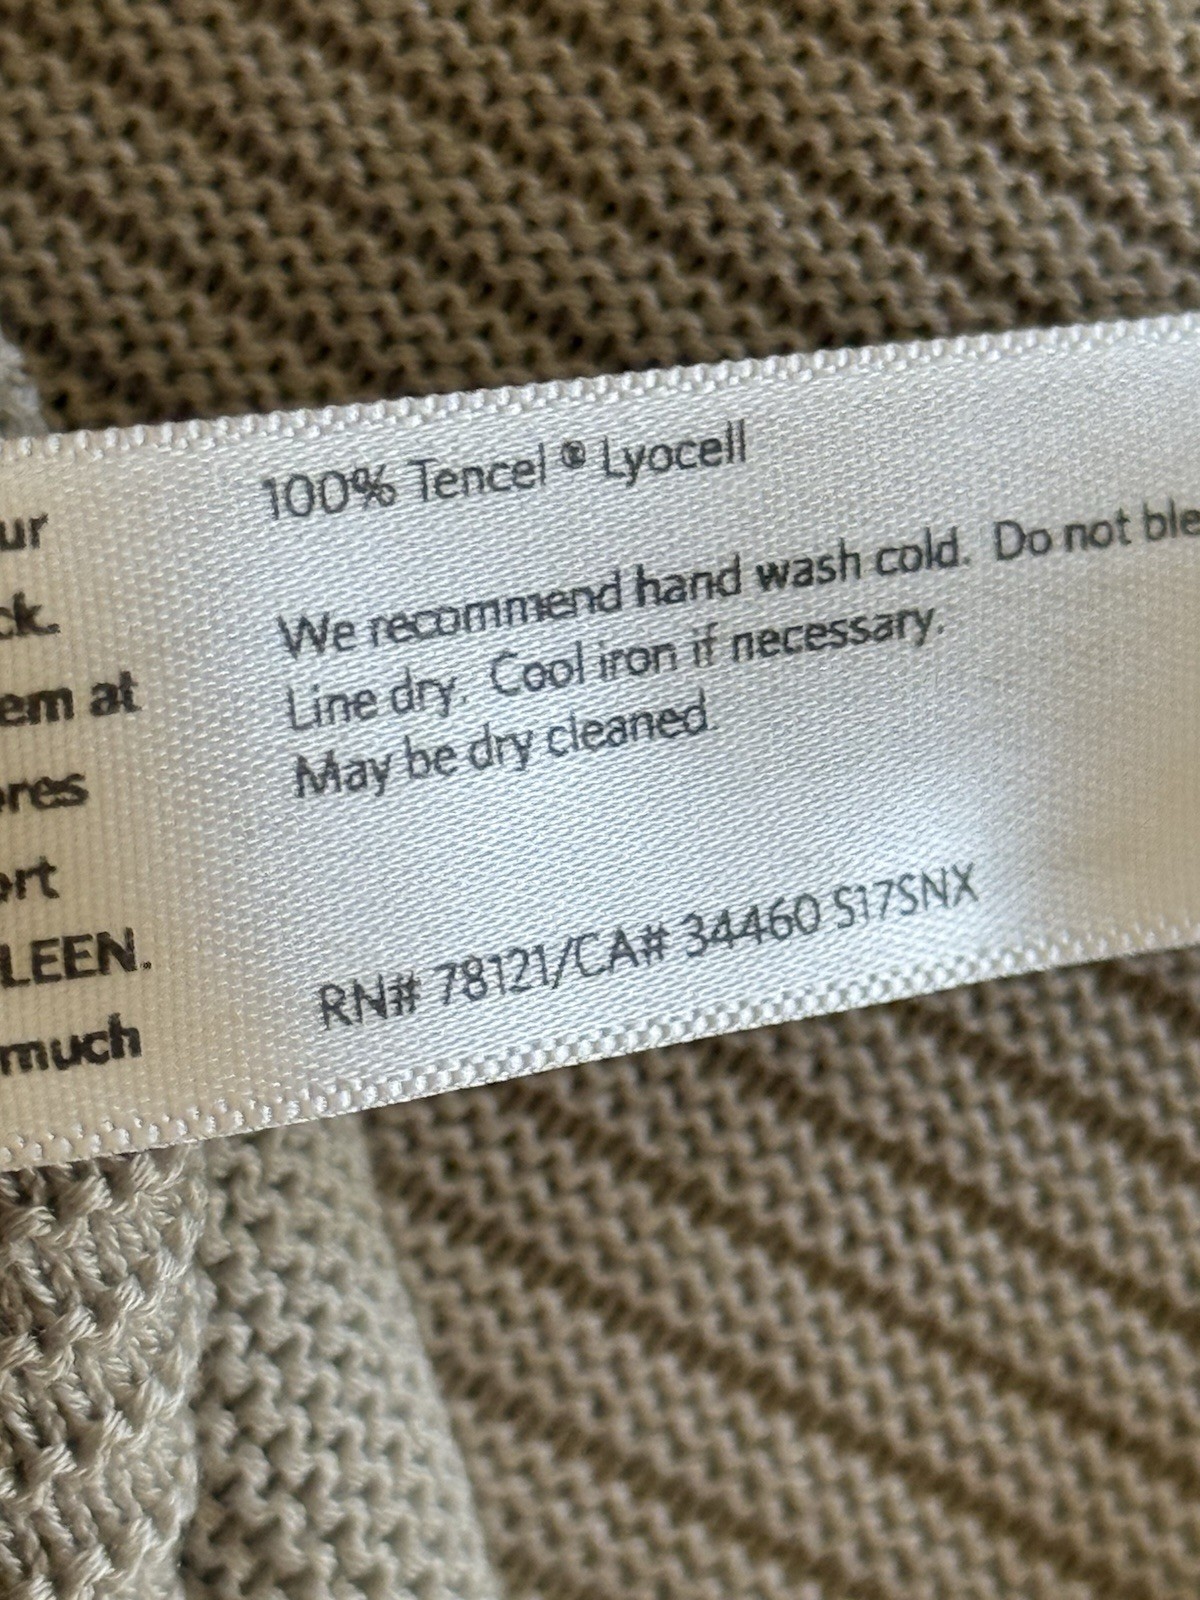 ur
ck.
em at
ores
ort
LEEN.
much
100% Tencel ® Lyocell
We recommend hand wash cold. Do not ble
Line dry. Cool iron if necessary.
May be dry cleaned.
RN# 78121/CA# 34460 S17SNX